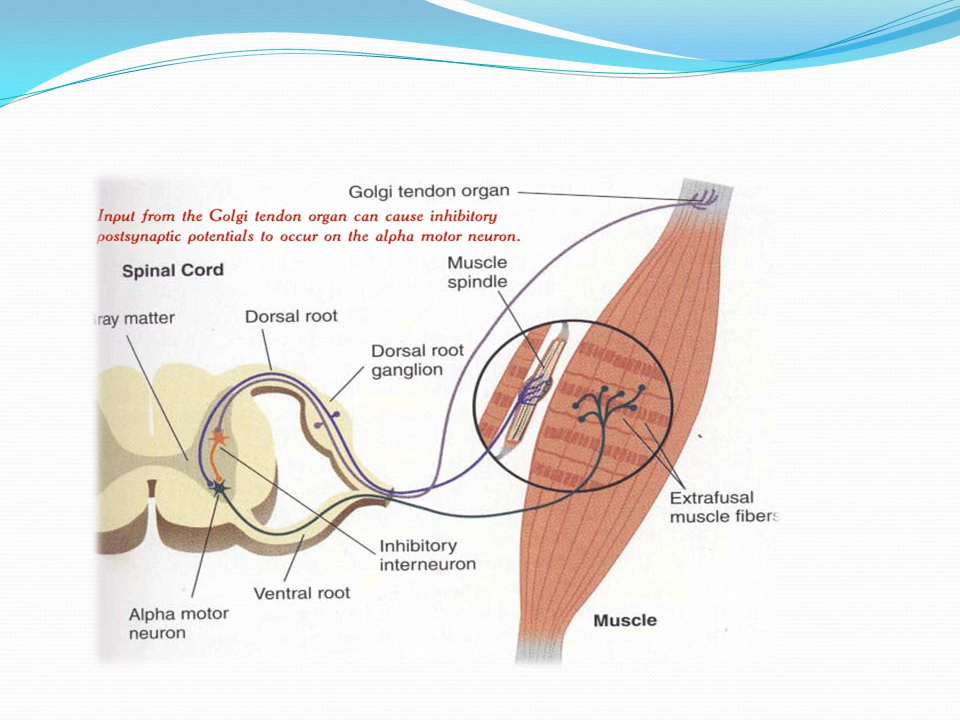 Golgi tendon organ
Input from the Golgi tendon organ can cause inhibitory
postsynaptic potentials to occur on the alpha motor neuron.
Muscle
spindle
Spinal Cord
ray matter
Dorsal root
Dorsal root
ganglion
Extrafusal
muscle fibers
Inhibitory
interneuron
Ventral root
Alpha motor
neuron
Muscle